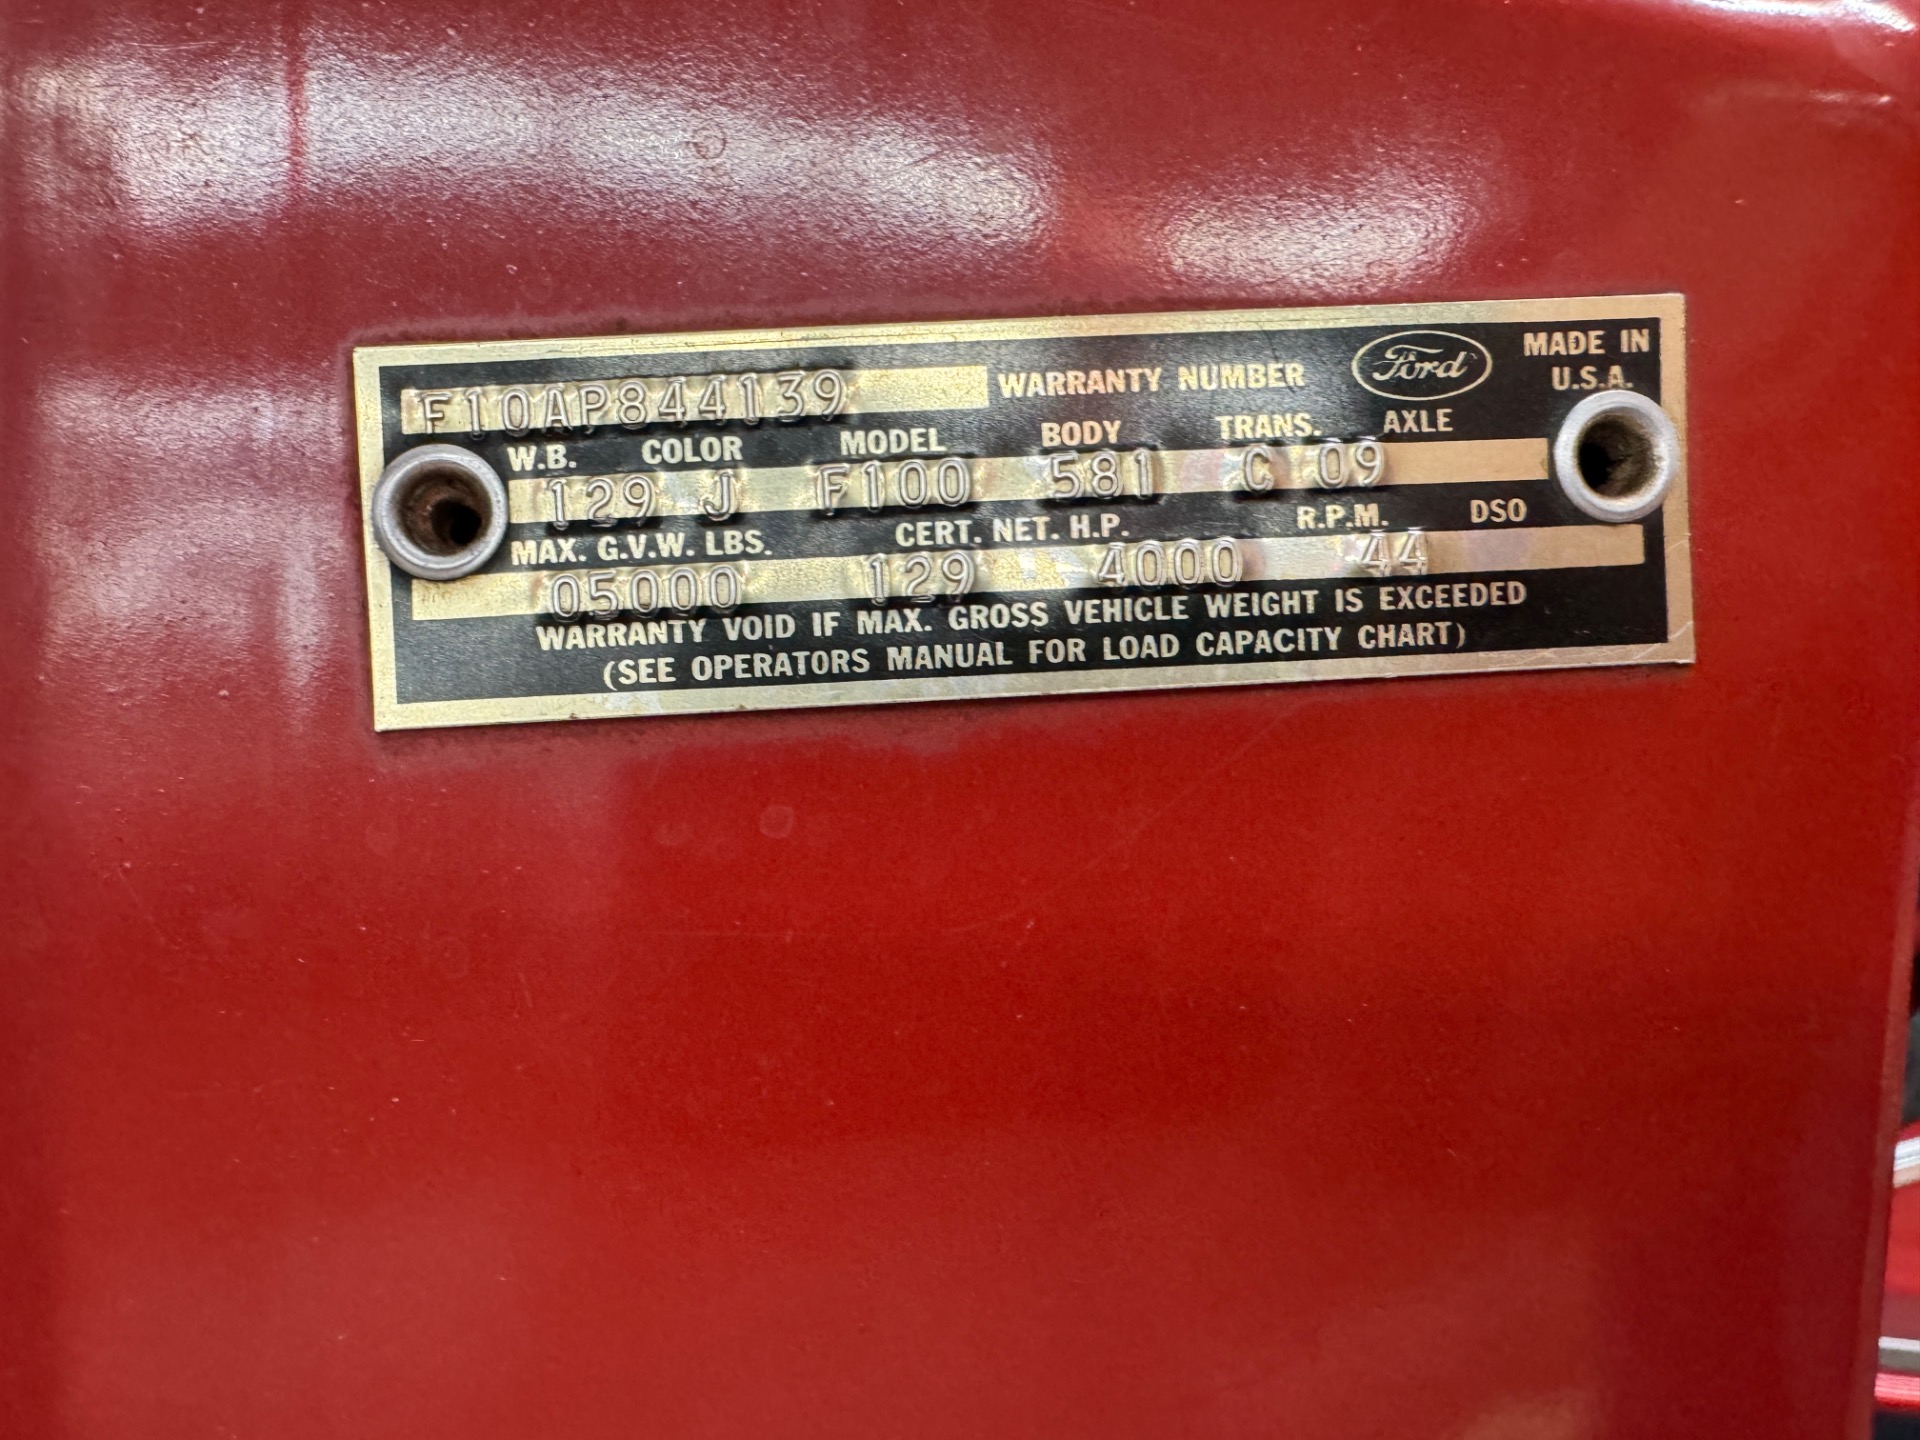 F10AP844139 WARRANTY NUMBER Ford MADE IN
U.S.A.
W.B. COLOR MODEL BODY TRANS. AXLE
129 J F100 581 C 09
MAX. G.V.W. LBS. CERT. NET. H.P. R.P.M. DSO
05000 129 4000 44
WARRANTY VOID IF MAX. GROSS VEHICLE WEIGHT IS EXCEEDED
(SEE OPERATORS MANUAL FOR LOAD CAPACITY CHART)